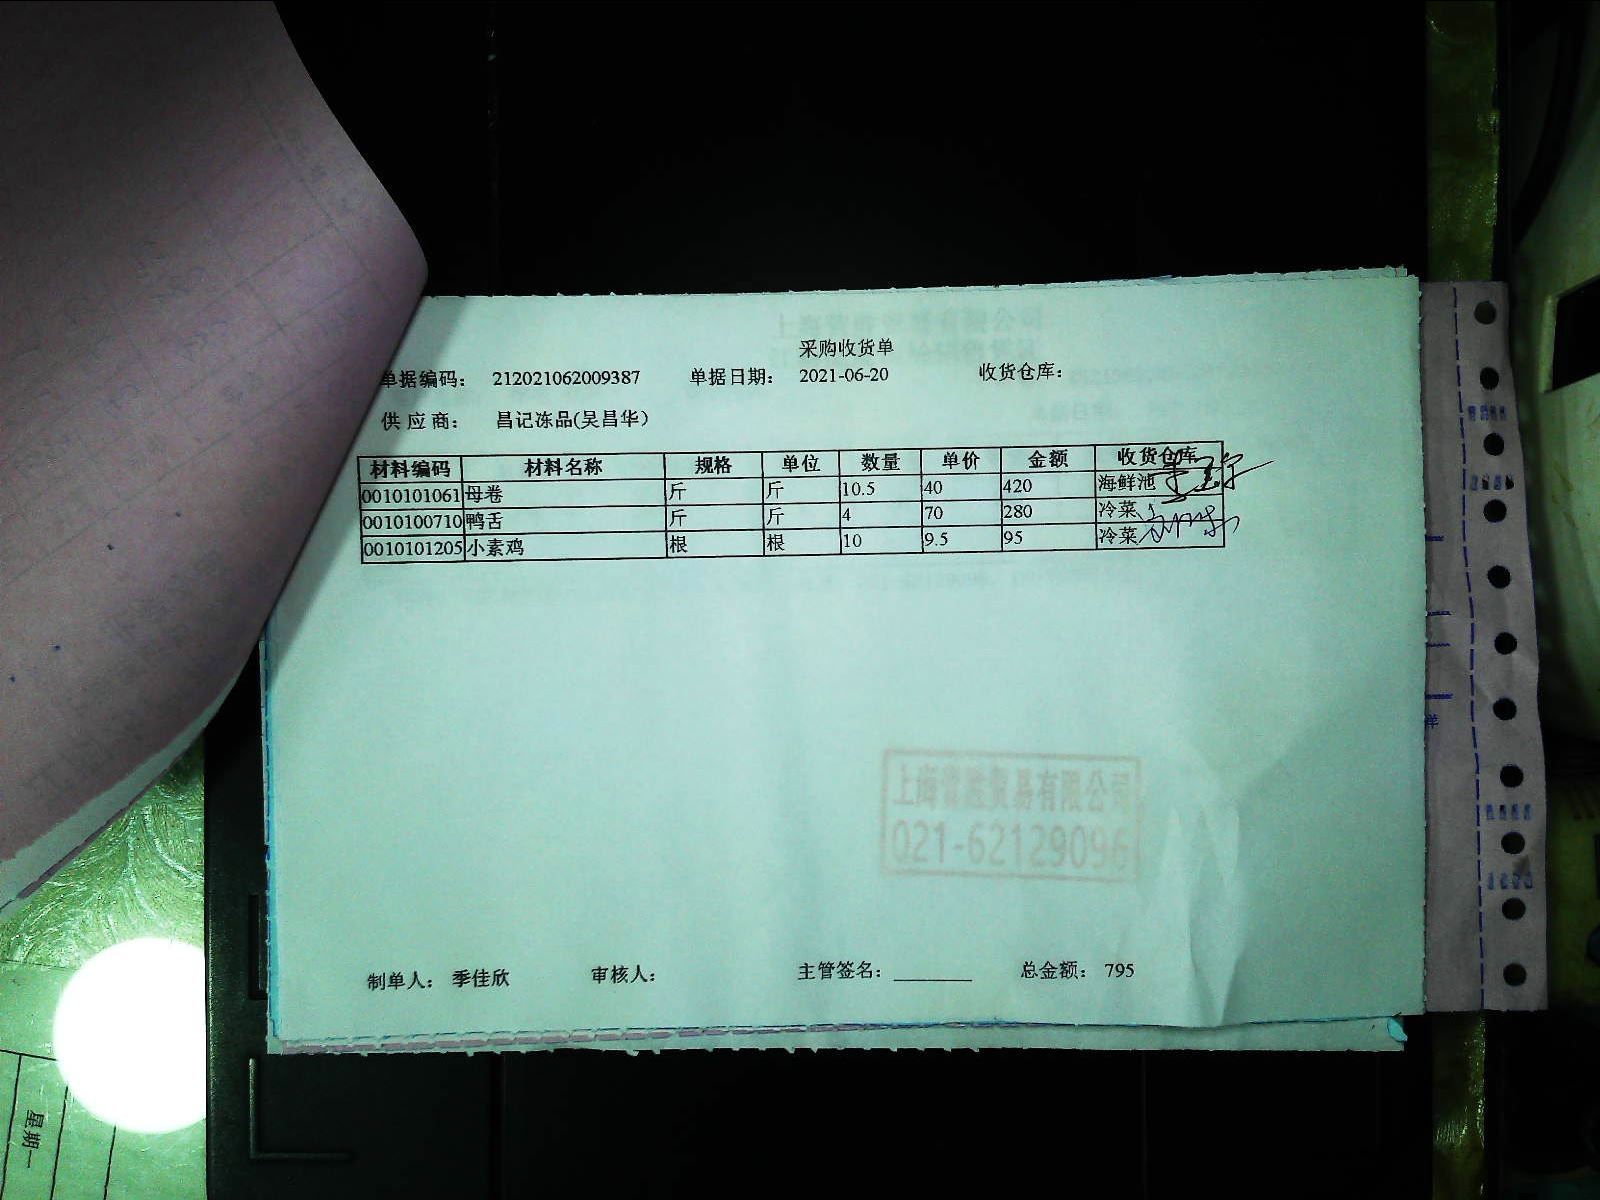 采购收货单
单据编码： 212021062009387 单据日期： 2021-06-20 收货仓库：
供 应 商： 昌记冻品(吴昌华）
材料编码 材料名称 规格 单位 数量 单价 金额 收货仓库
0010101061 母卷 斤 斤 10.5 40 420 海鲜池
0010100710 鸭舌 斤 斤 4 70 280 冷菜
0010101205 小素鸡 根 根 10 9.5 95 冷菜
上海 贸易有限公司
021-62129096
制单人： 季佳欣 审核人： 主管签名： 总金额： 795
星期一